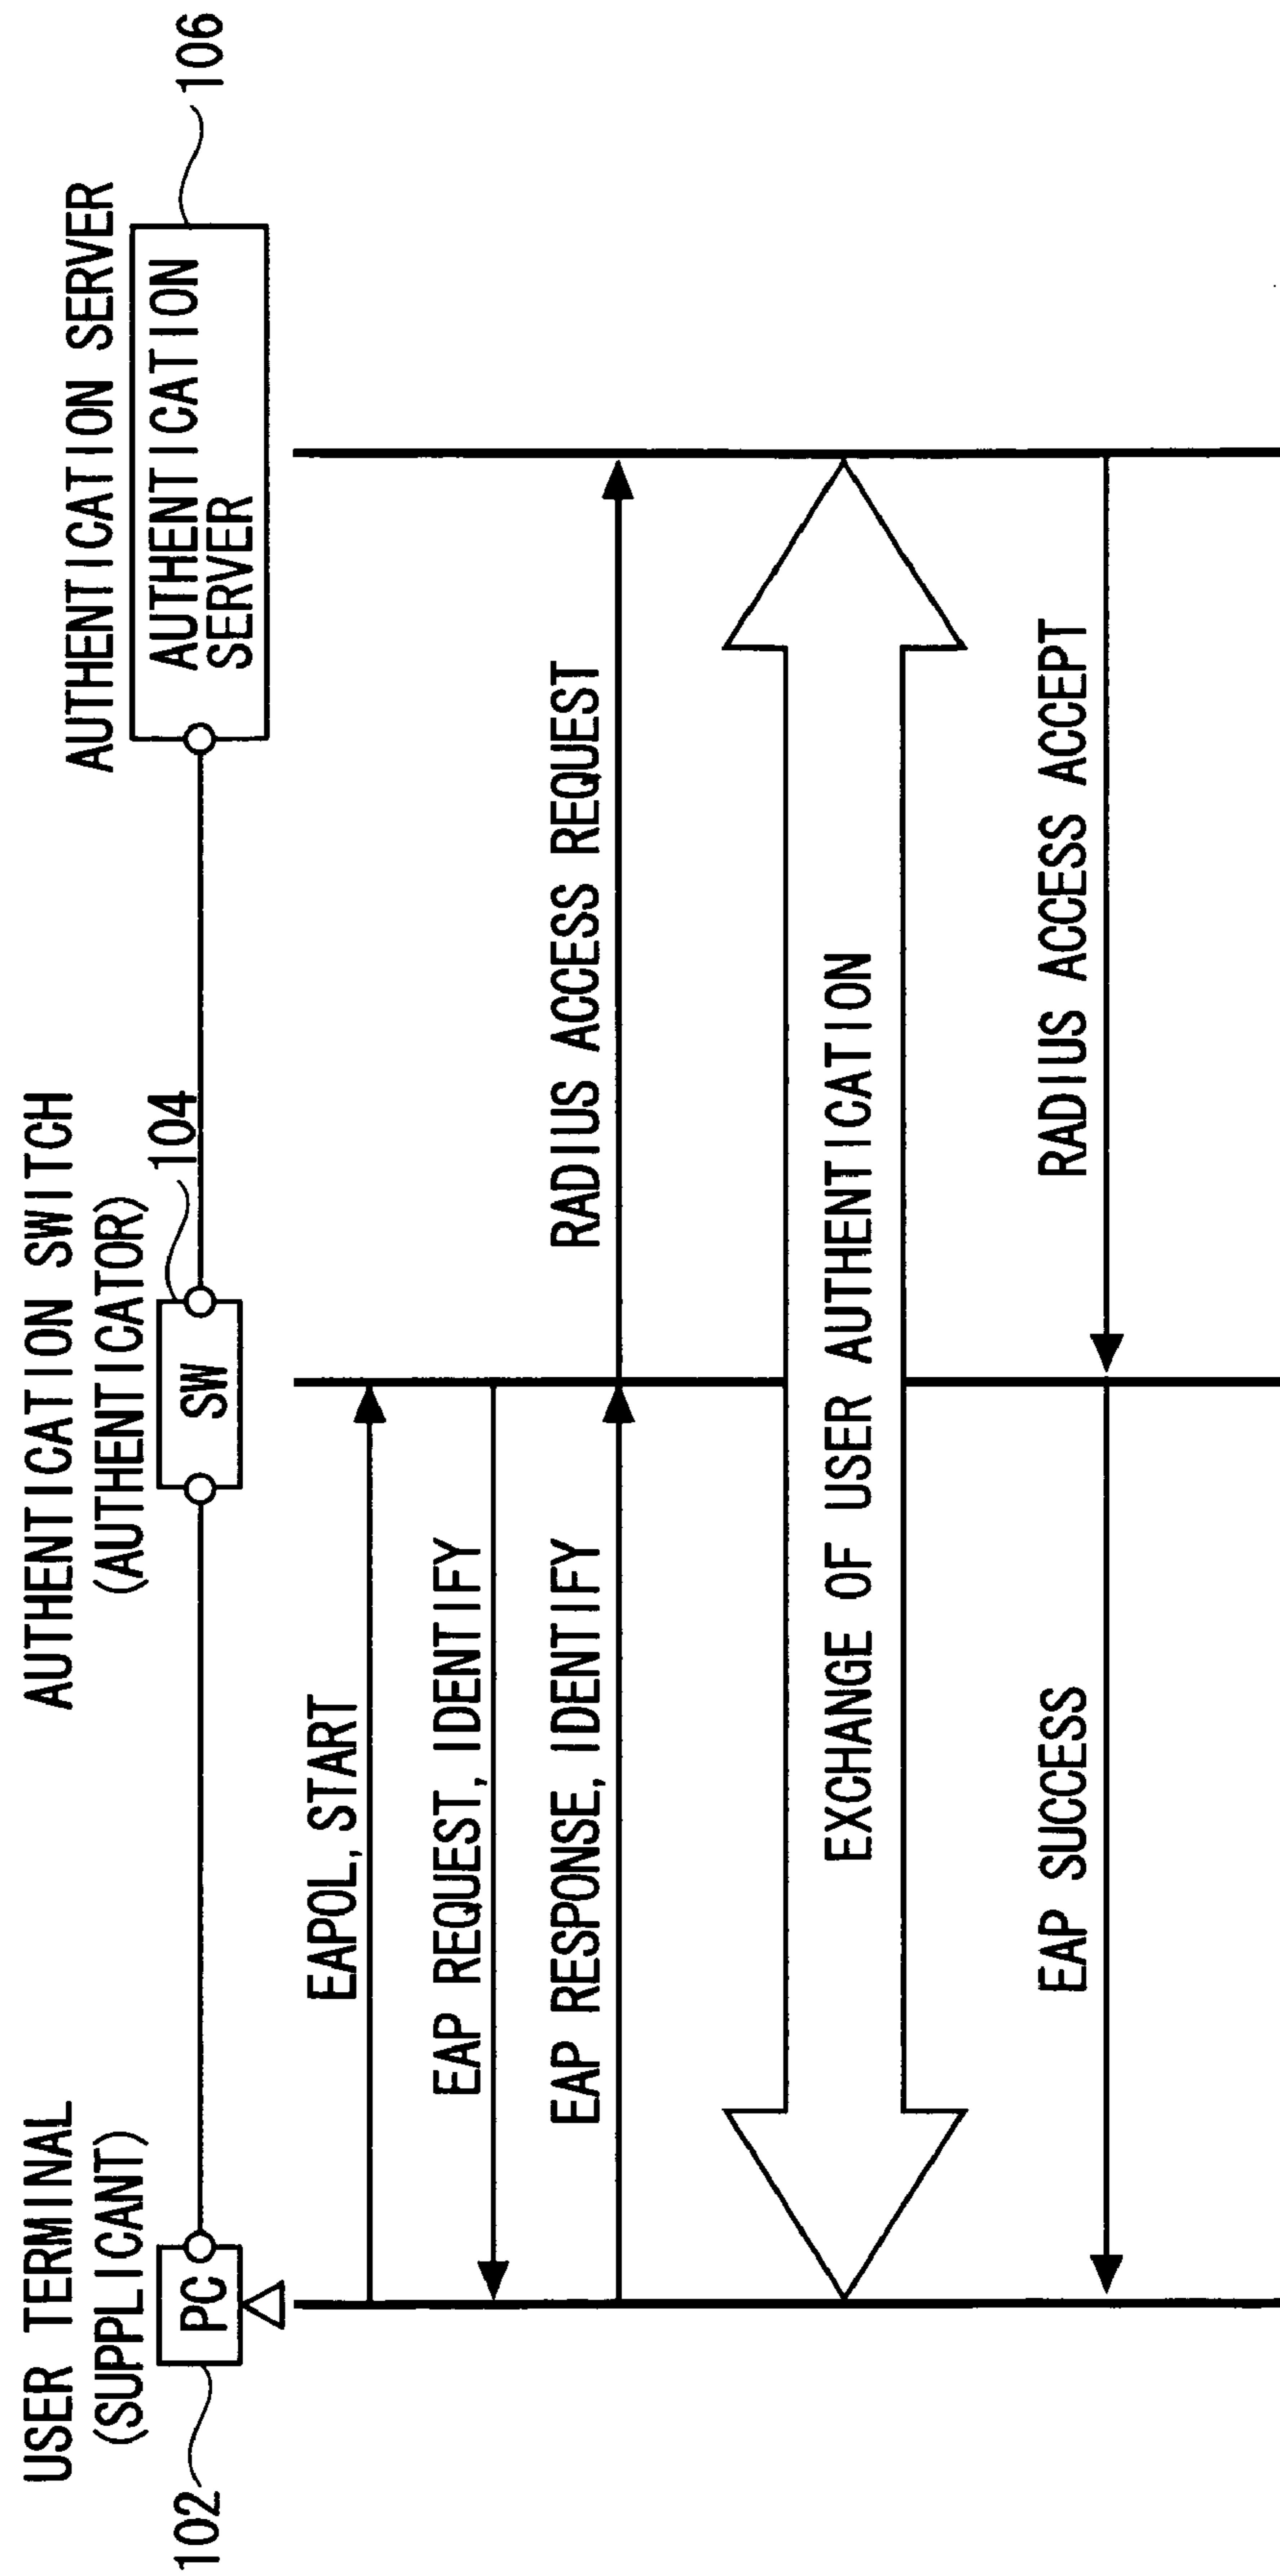 USER TERMINAL
(SUPPLICANT)
AUTHENTICATION SWITCH
(AUTHENTICATOR)
AUTHENTICATION SERVER
102
PC
SW
104
AUTHENTICATION
SERVER
106
EAPOL, START
EAP REQUEST, IDENTIFY
EAP RESPONSE, IDENTIFY
RADIUS ACCESS REQUEST
EXCHANGE OF USER AUTHENTICATION
EAP SUCCESS
RADIUS ACCESS ACCEPT